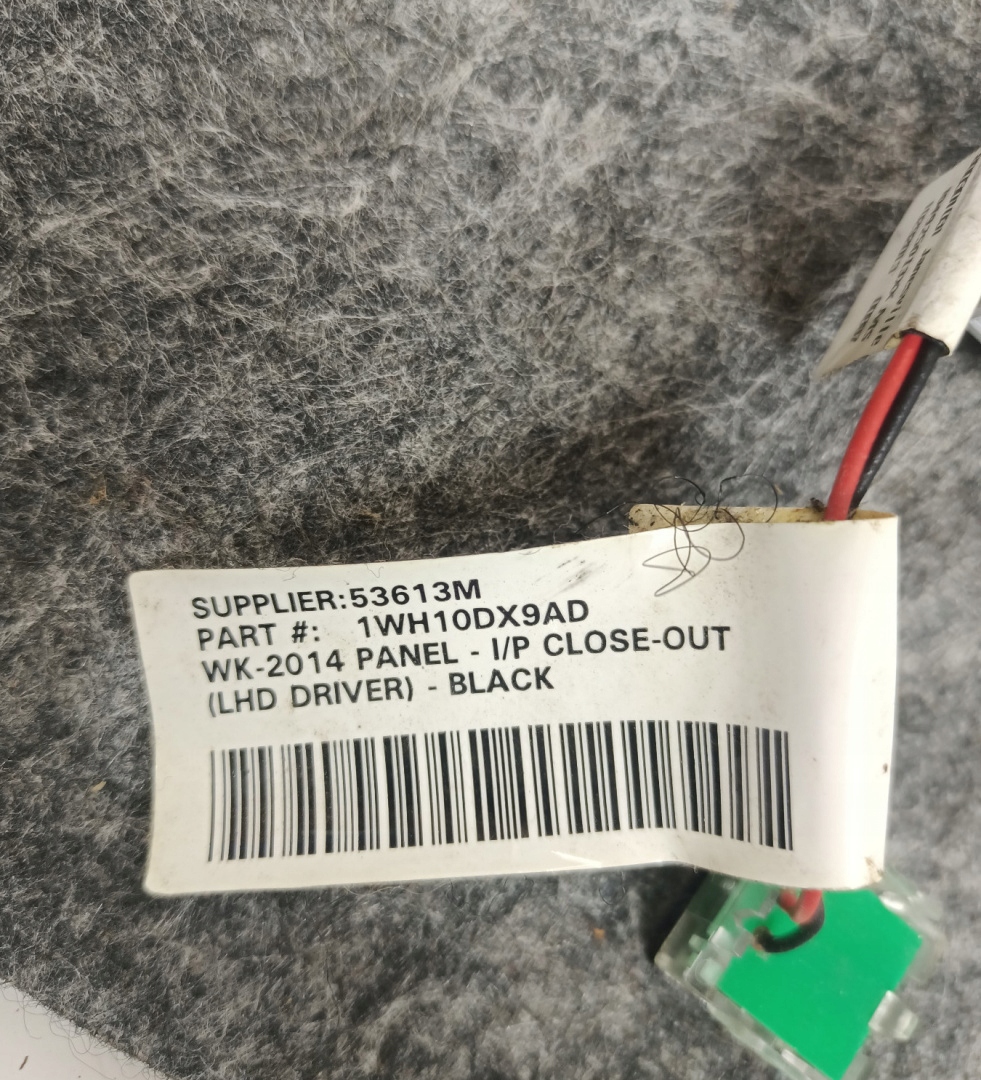 SUPPLIER:53613M
PART #: 1WH10DX9AD
WK-2014 PANEL - I/P CLOSE-OUT
(LHD DRIVER) - BLACK